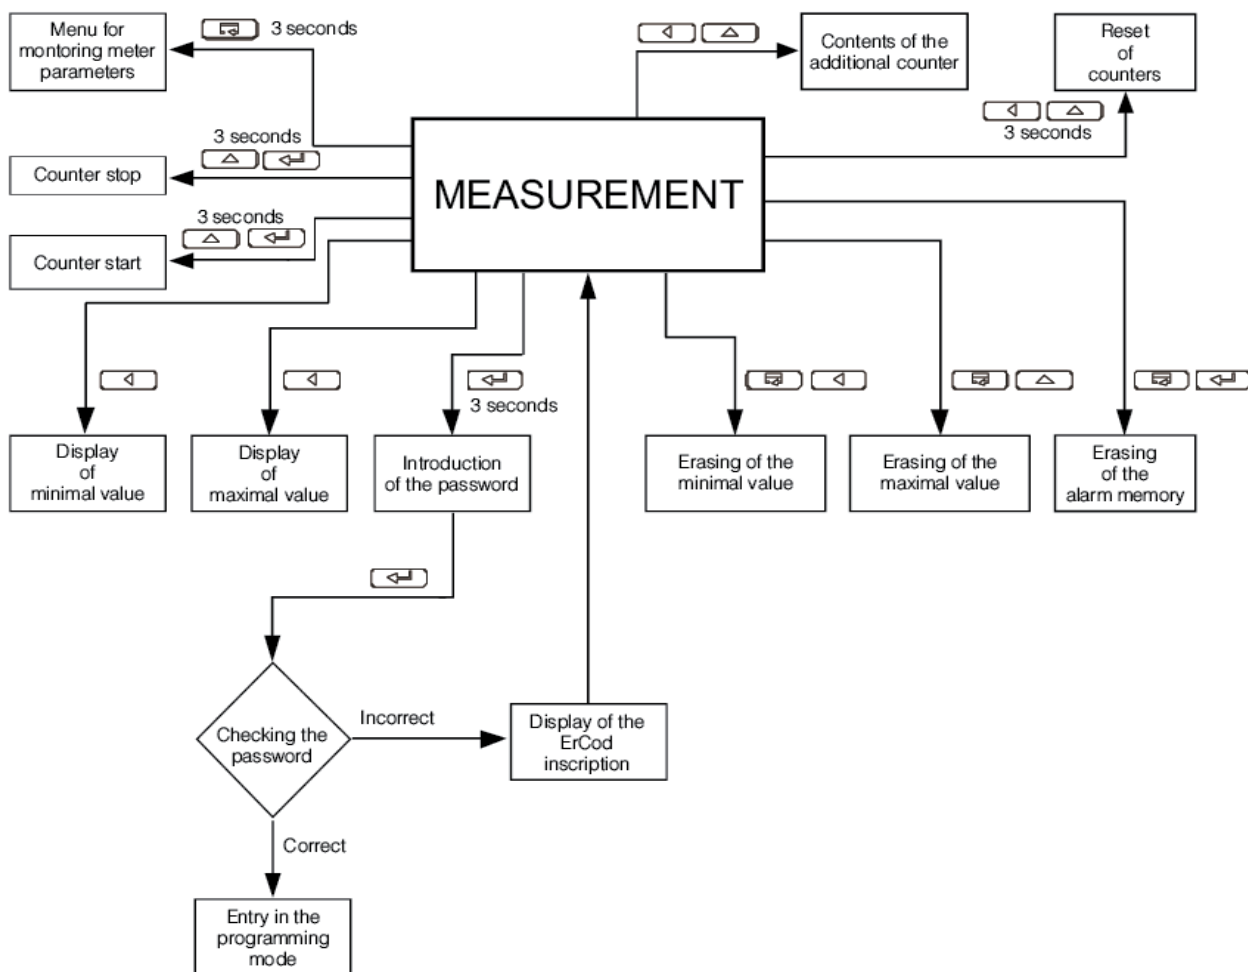 Menu for
montoring meter
parameters
3 seconds
Contents of the
additional counter
Reset
of
counters
3 seconds
3 seconds
Counter stop
MEASUREMENT
3 seconds
Counter start
3 seconds
Display
of
minimal value
Display
of
maximal value
Introduction
of the password
Erasing of the
minimal value
Erasing of the
maximal value
Erasing
of the
alarm memory
Checking the
password
Incorrect
Display of the
ErCod
inscription
Correct
Entry in the
programming
mode